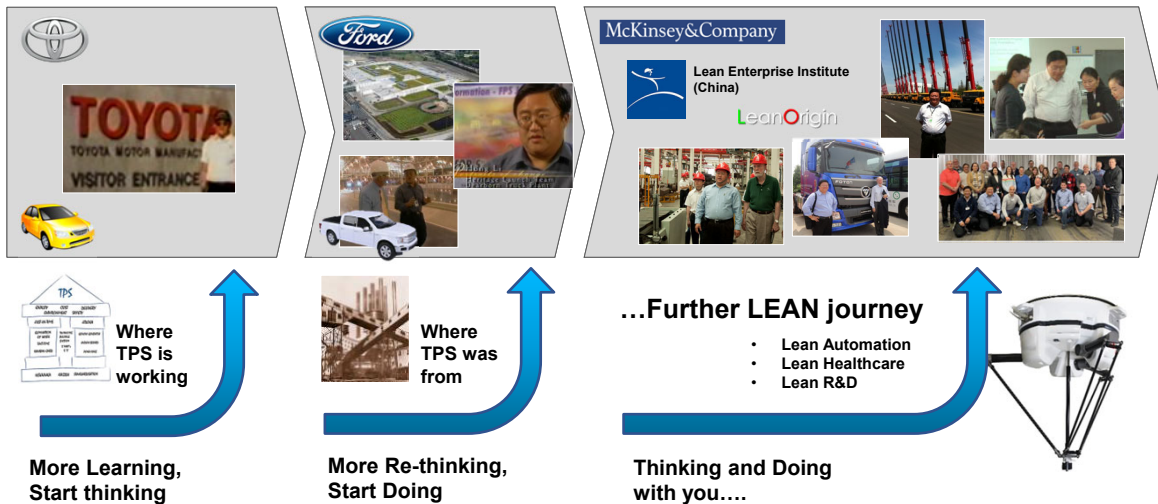 TOYOTA
TOYOTA MOTOR MANUFAC
VISITOR ENTRANCE
Ford
McKinsey&Company
Lean Enterprise Institute
(China)
LeanOrigin
TPS
Where
TPS is
working
Where
TPS was
from
…Further LEAN journey
• Lean Automation
• Lean Healthcare
• Lean R&D
More Learning,
Start thinking
More Re-thinking,
Start Doing
Thinking and Doing
with you….